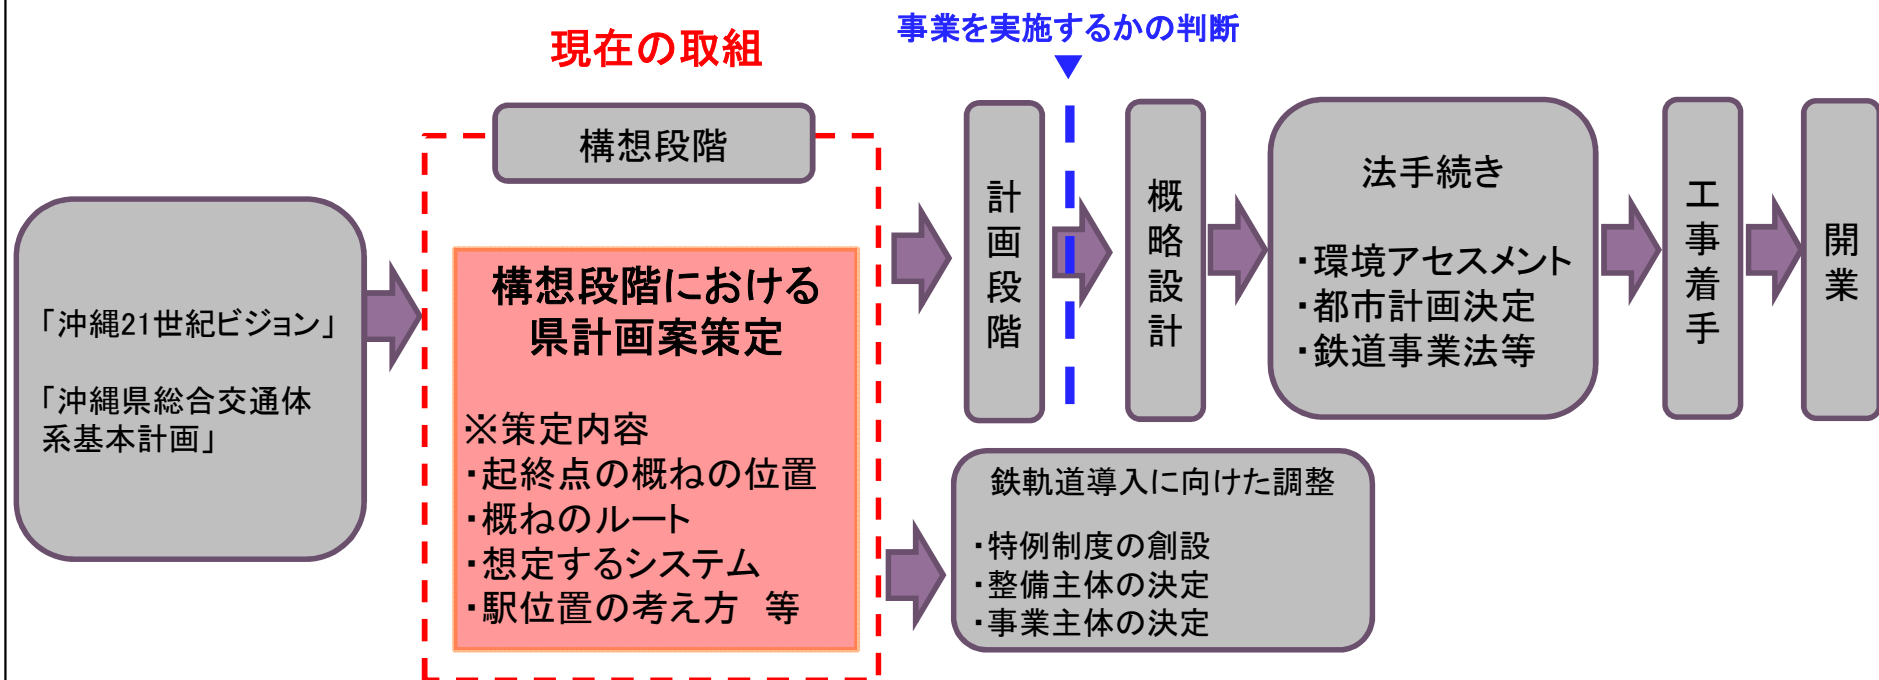 事業を実施するかの判断
現在の取組
構想段階
「沖縄21世紀ビジョン」
「沖縄県総合交通体
系基本計画」
構想段階における
県計画案策定
※策定内容
・起終点の概ねの位置
・概ねのルート
・想定するシステム
・駅位置の考え方　等
計画段階
概略設計
法手続き
・環境アセスメント
・都市計画決定
・鉄道事業法等
工事着手
開業
鉄軌道導入に向けた調整
・特例制度の創設
・整備主体の決定
・事業主体の決定